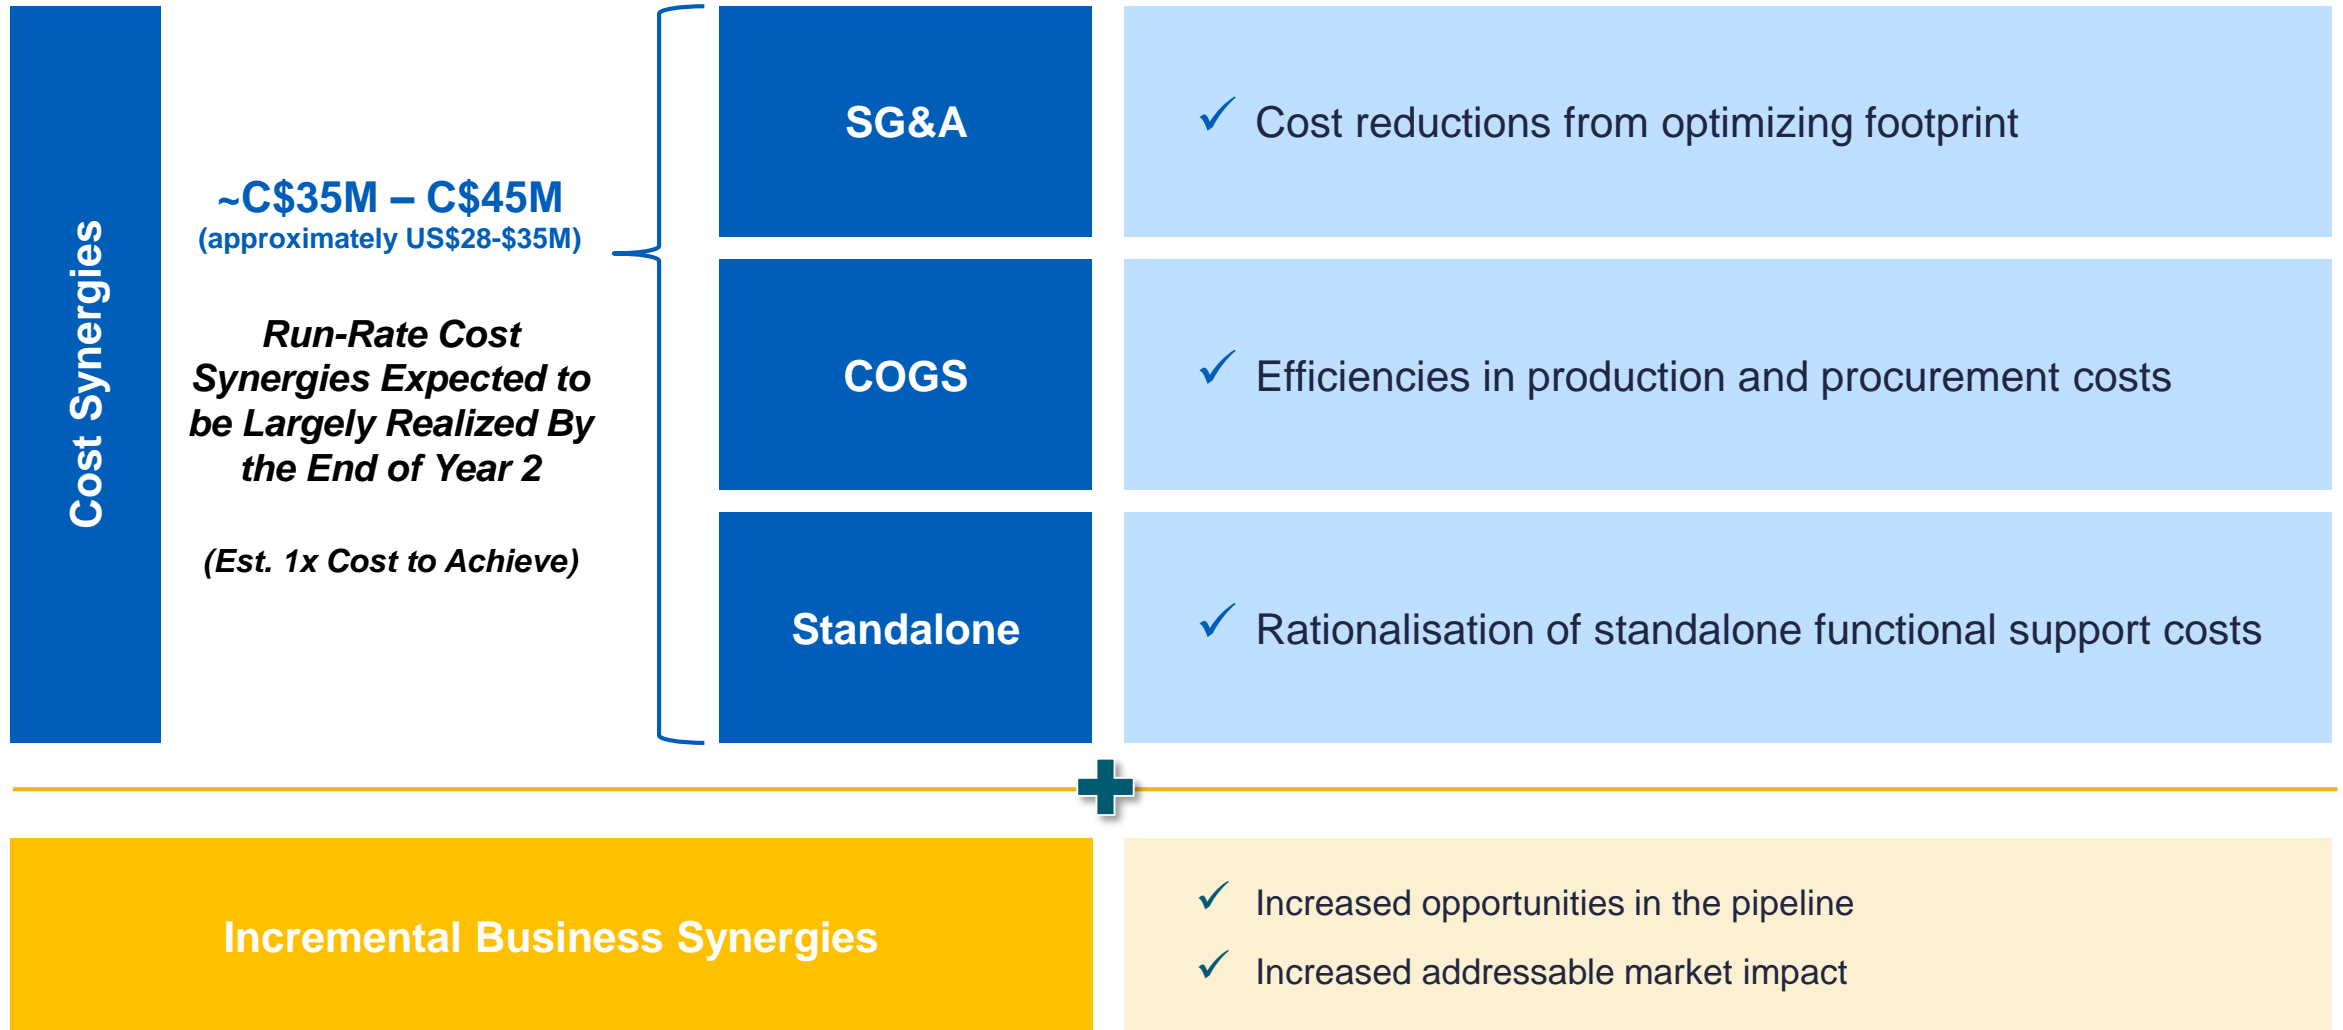 Cost Synergies
~C$35M – C$45M
(approximately US$28-$35M)
Run-Rate Cost
Synergies Expected to
be Largely Realized By
the End of Year 2
(Est. 1x Cost to Achieve)
SG&A
✓ Cost reductions from optimizing footprint
COGS
✓ Efficiencies in production and procurement costs
Standalone
✓ Rationalisation of standalone functional support costs
Incremental Business Synergies
✓ Increased opportunities in the pipeline
✓ Increased addressable market impact